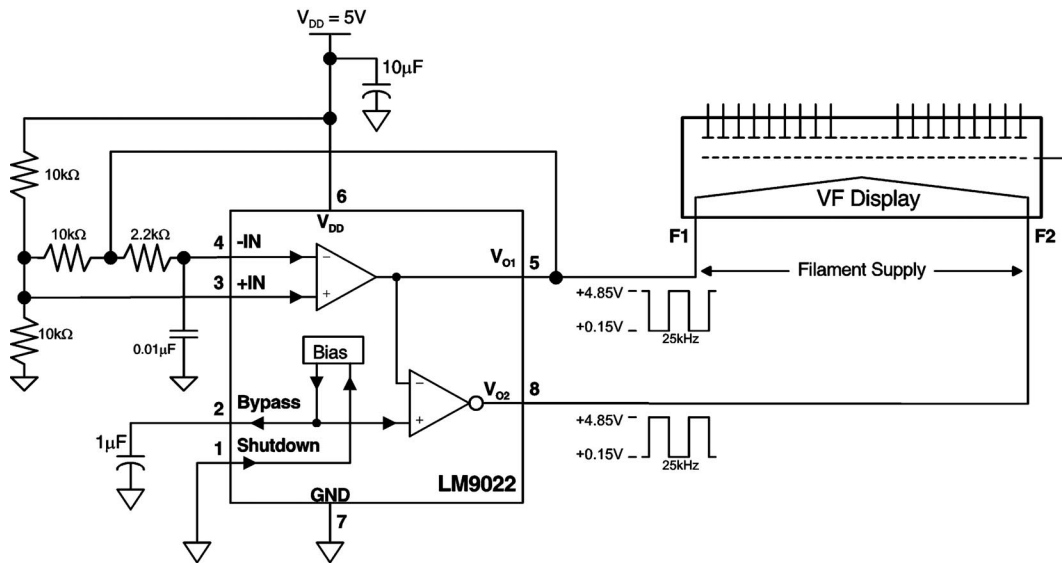 V_DD = 5V
10μF
10kΩ
6
V_DD
VF Display
10kΩ
2.2kΩ
4
-IN
−
V_O1
5
F1
F2
Filament Supply
3
+IN
+
+4.85V
+0.15V
25kHz
10kΩ
0.01μF
Bias
−
V_O2
8
2
Bypass
+
1μF
1
Shutdown
+4.85V
+0.15V
25kHz
LM9022
GND
7